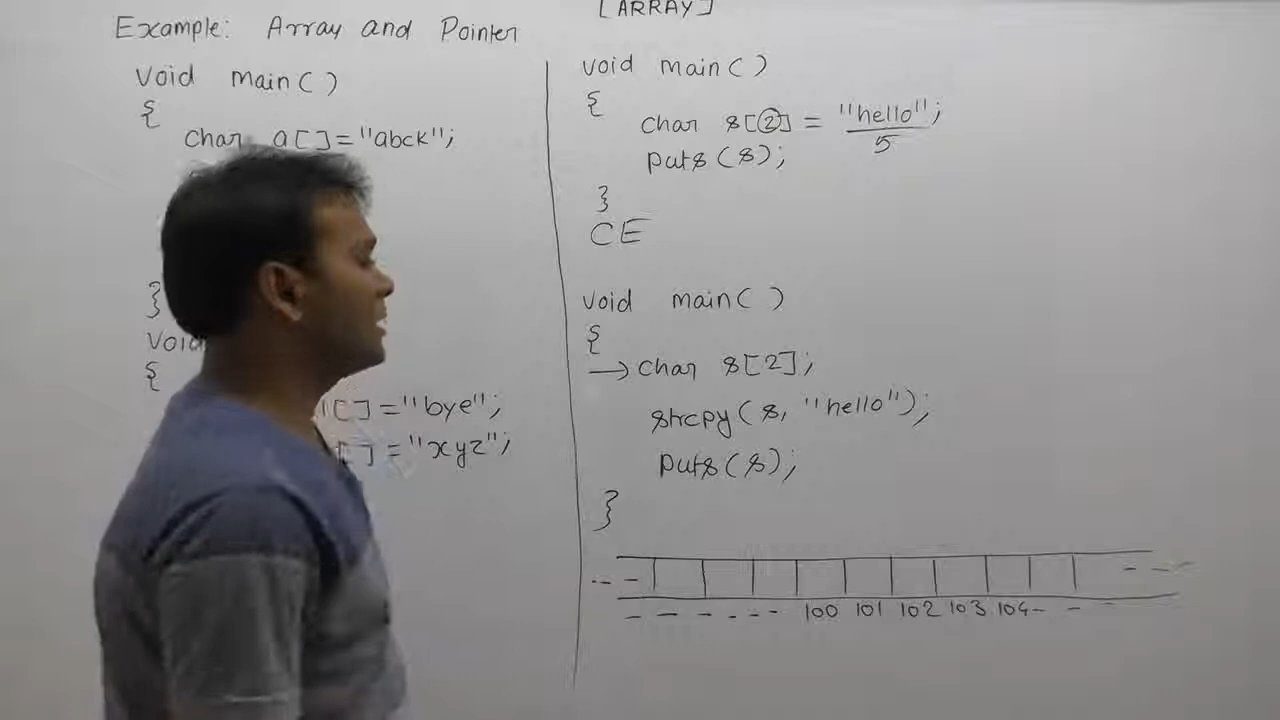 Example: Array and Pointer
void main()
{
char a[]="abck";
}
void
{
[]="bye";
[]="xyz";
[ARRAY]
void main()
{
char s[2] = "hello";
5
puts(s);
}
CE
void main()
{
→ char s[2];
strcpy(s, "hello");
puts(s);
}
100 101 102 103 104